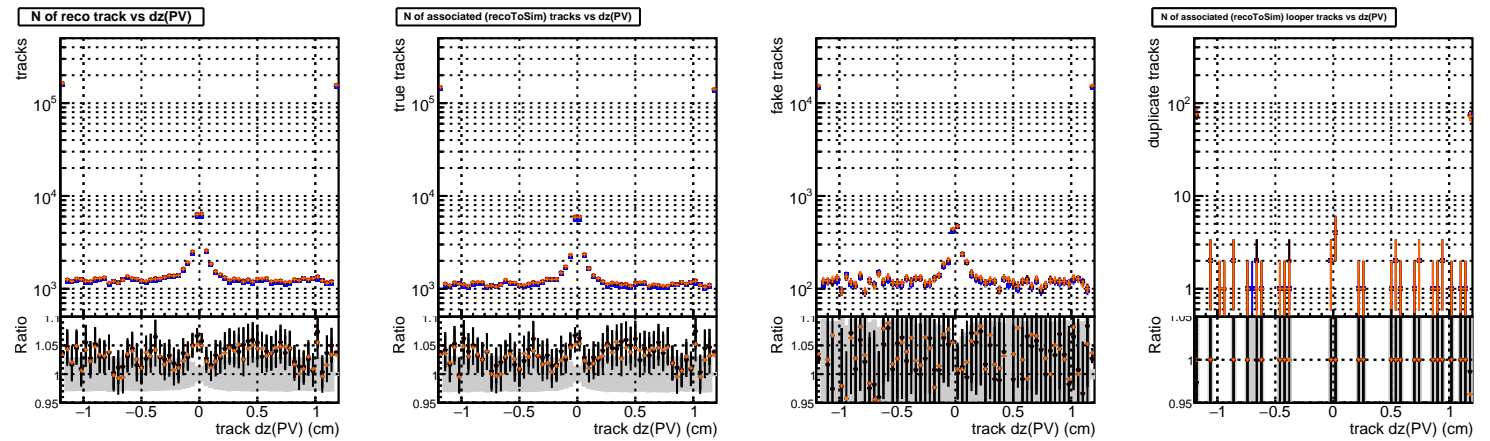 N of reco track vs dz(PV)
tracks
10^5
10^4
10^3
Ratio
1.1
1.05
1
0.95
−1 −0.5 0 0.5 1
track dz(PV) (cm)
N of associated (recoToSim) tracks vs dz(PV)
true tracks
10^5
10^4
10^3
Ratio
1.1
1.05
1
0.95
−1 −0.5 0 0.5 1
track dz(PV) (cm)
fake tracks
10^4
10^3
10^2
Ratio
1.1
1.05
1
0.95
−1 −0.5 0 0.5 1
track dz(PV) (cm)
N of associated (recoToSim) looper tracks vs dz(PV)
duplicate tracks
10^2
10
1
Ratio
1.05
1
0.95
−1 −0.5 0 0.5 1
track dz(PV) (cm)